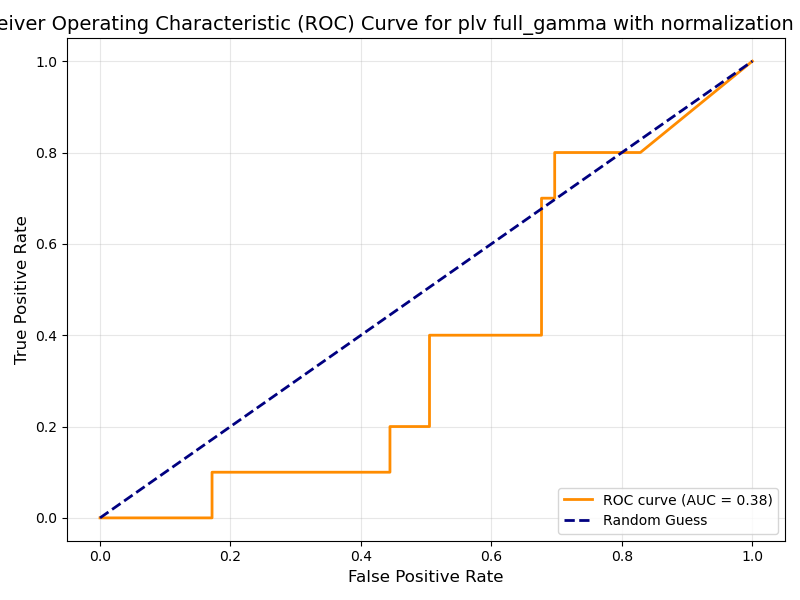 eiver Operating Characteristic (ROC) Curve for plv full_gamma with normalization
1.0
0.8
0.6
0.4
0.2
0.0
True Positive Rate
0.0 0.2 0.4 0.6 0.8 1.0
False Positive Rate
ROC curve (AUC = 0.38)
Random Guess